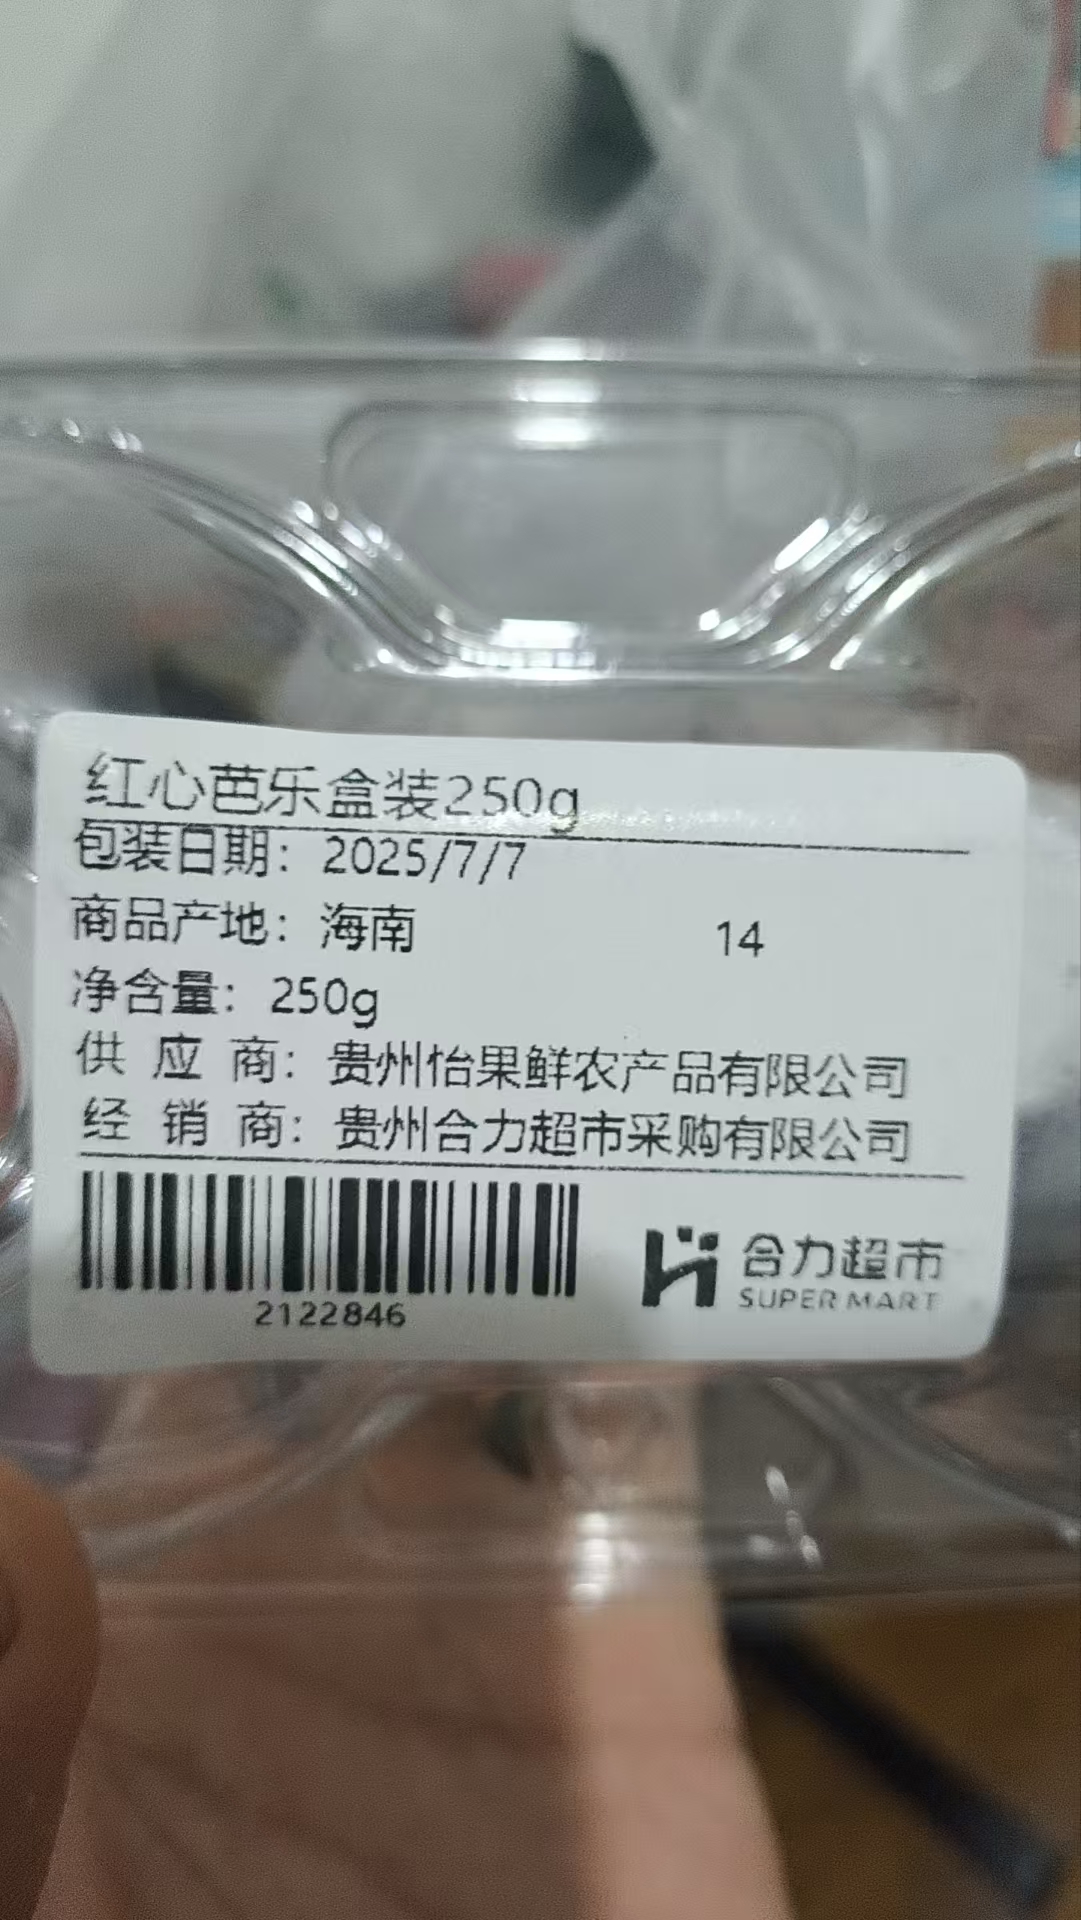 红心芭乐盒装250g
包装日期：2025/7/7
商品产地：海南 14
净含量：250g
供应商：贵州怡果鲜农产品有限公司
经销商：贵州合力超市采购有限公司
2122846
合力超市
SUPER MART